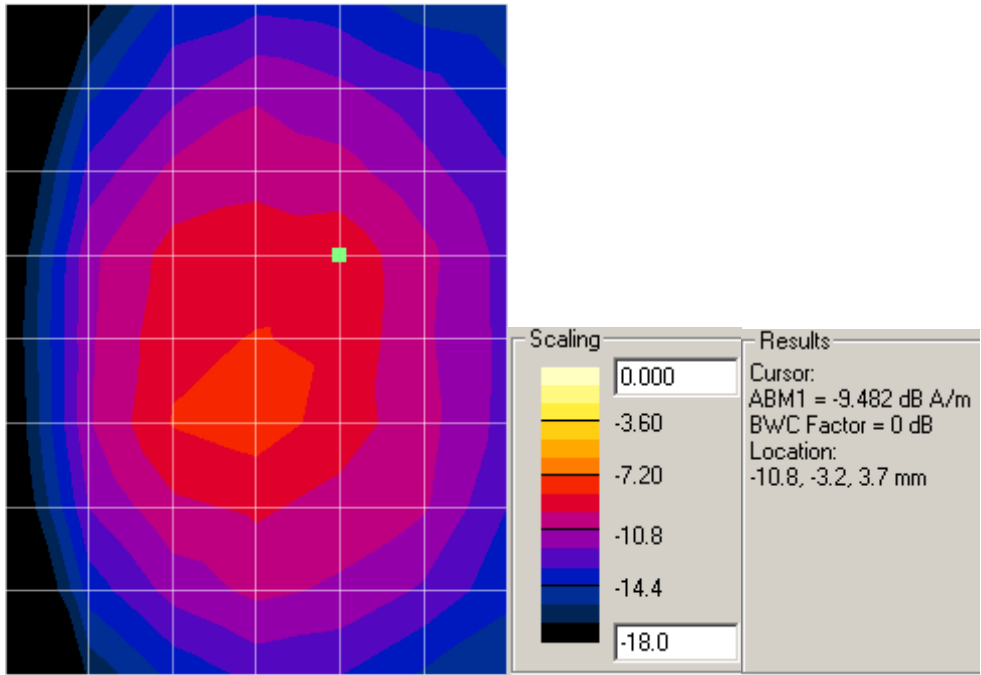 Scaling
0.000
-3.60
-7.20
-10.8
-14.4
-18.0
Results
Cursor:
ABM1 = -9.482 dB A/m
BWC Factor = 0 dB
Location:
-10.8, -3.2, 3.7 mm